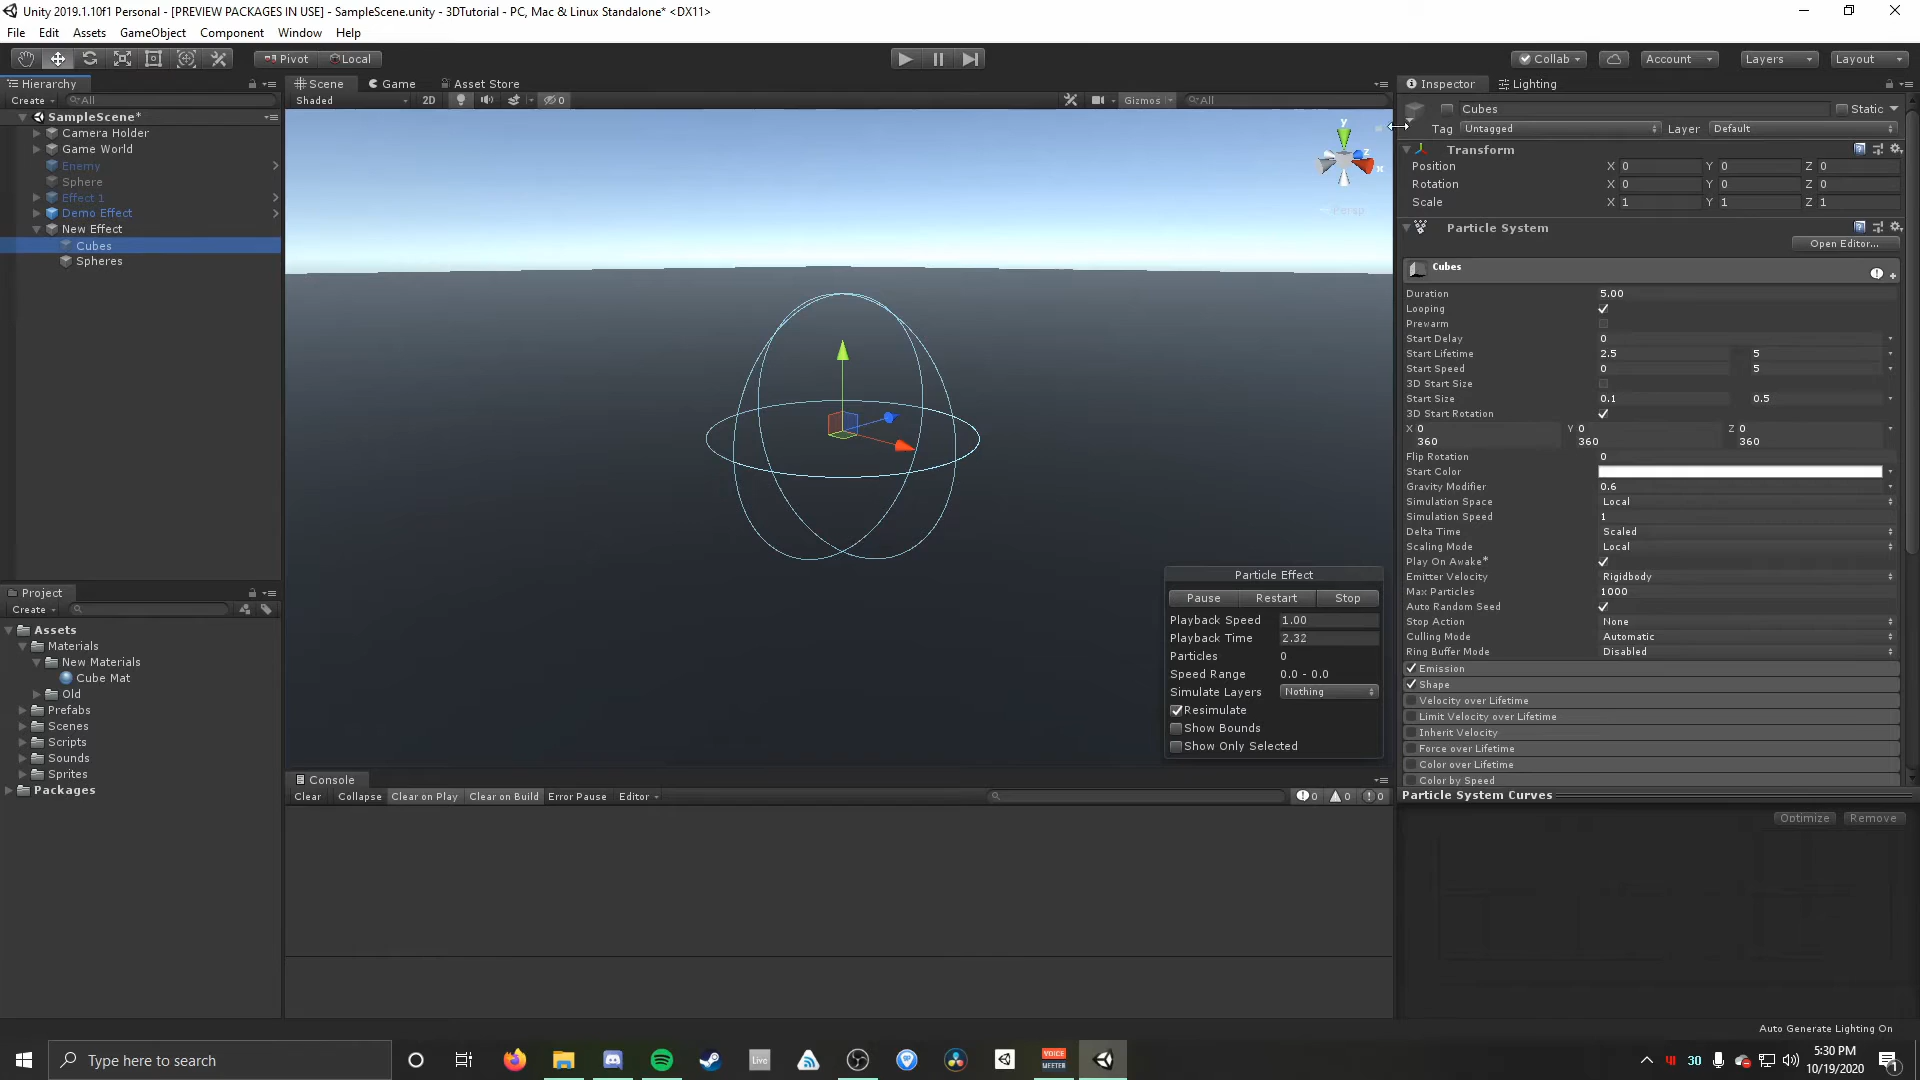 Unity 2019.1.10f1 Personal - [PREVIEW PACKAGES IN USE] - SampleScene.unity - 3DTutorial - PC, Mac & Linux Standalone* <DX11>
File Edit Assets GameObject Component Window Help
Pivot Local Collab Account Layers Layout
Hierarchy Scene Game Asset Store Inspector Lighting
Create All Shaded 2D 0 Gizmos All
SampleScene*
Camera Holder
Game World
Enemy
Sphere
Effect 1
Demo Effect
New Effect
Cubes
Spheres
y
z
x
Persp
Particle Effect
Pause Restart Stop
Playback Speed 1.00
Playback Time 2.32
Particles 0
Speed Range 0.0 - 0.0
Simulate Layers Nothing
Resimulate
Show Bounds
Show Only Selected
Cubes Static
Tag Untagged Layer Default
Transform
Position X 0 Y 0 Z 0
Rotation X 0 Y 0 Z 0
Scale X 1 Y 1 Z 1
Particle System
Open Editor...
Cubes
Duration 5.00
Looping
Prewarm
Start Delay 0
Start Lifetime 2.5 5
Start Speed 0 5
3D Start Size
Start Size 0.1 0.5
3D Start Rotation
X 0 Y 0 Z 0
360 360 360
Flip Rotation 0
Start Color
Gravity Modifier 0.6
Simulation Space Local
Simulation Speed 1
Delta Time Scaled
Scaling Mode Local
Play On Awake*
Emitter Velocity Rigidbody
Max Particles 1000
Auto Random Seed
Stop Action None
Culling Mode Automatic
Ring Buffer Mode Disabled
Emission
Shape
Velocity over Lifetime
Limit Velocity over Lifetime
Inherit Velocity
Force over Lifetime
Color over Lifetime
Color by Speed
Particle System Curves
Optimize Remove
Project
Create
Assets
Materials
New Materials
Cube Mat
Old
Prefabs
Scenes
Scripts
Sounds
Sprites
Packages
Console
Clear Collapse Clear on Play Clear on Build Error Pause Editor 0 0 0
Auto Generate Lighting On
Type here to search
Live
VOICE
MEETER
30
5:30 PM
10/19/2020
1